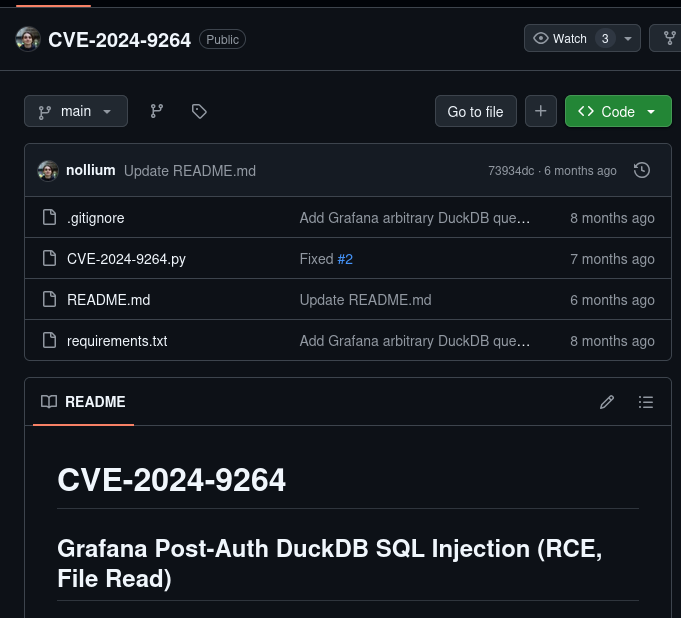 CVE-2024-9264 Public Watch 3
main Go to file Code
nollium Update README.md 73934dc · 6 months ago
.gitignore Add Grafana arbitrary DuckDB que… 8 months ago
CVE-2024-9264.py Fixed #2 7 months ago
README.md Update README.md 6 months ago
requirements.txt Add Grafana arbitrary DuckDB que… 8 months ago
README
CVE-2024-9264
Grafana Post-Auth DuckDB SQL Injection (RCE,
File Read)